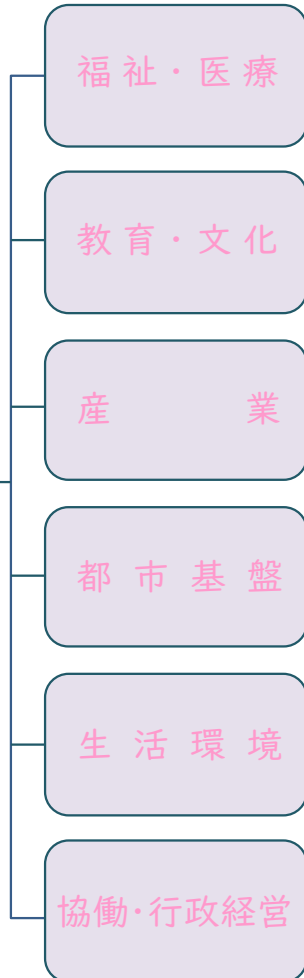 福祉・医療
教育・文化
産業
都市基盤
生活環境
協働・行政経営